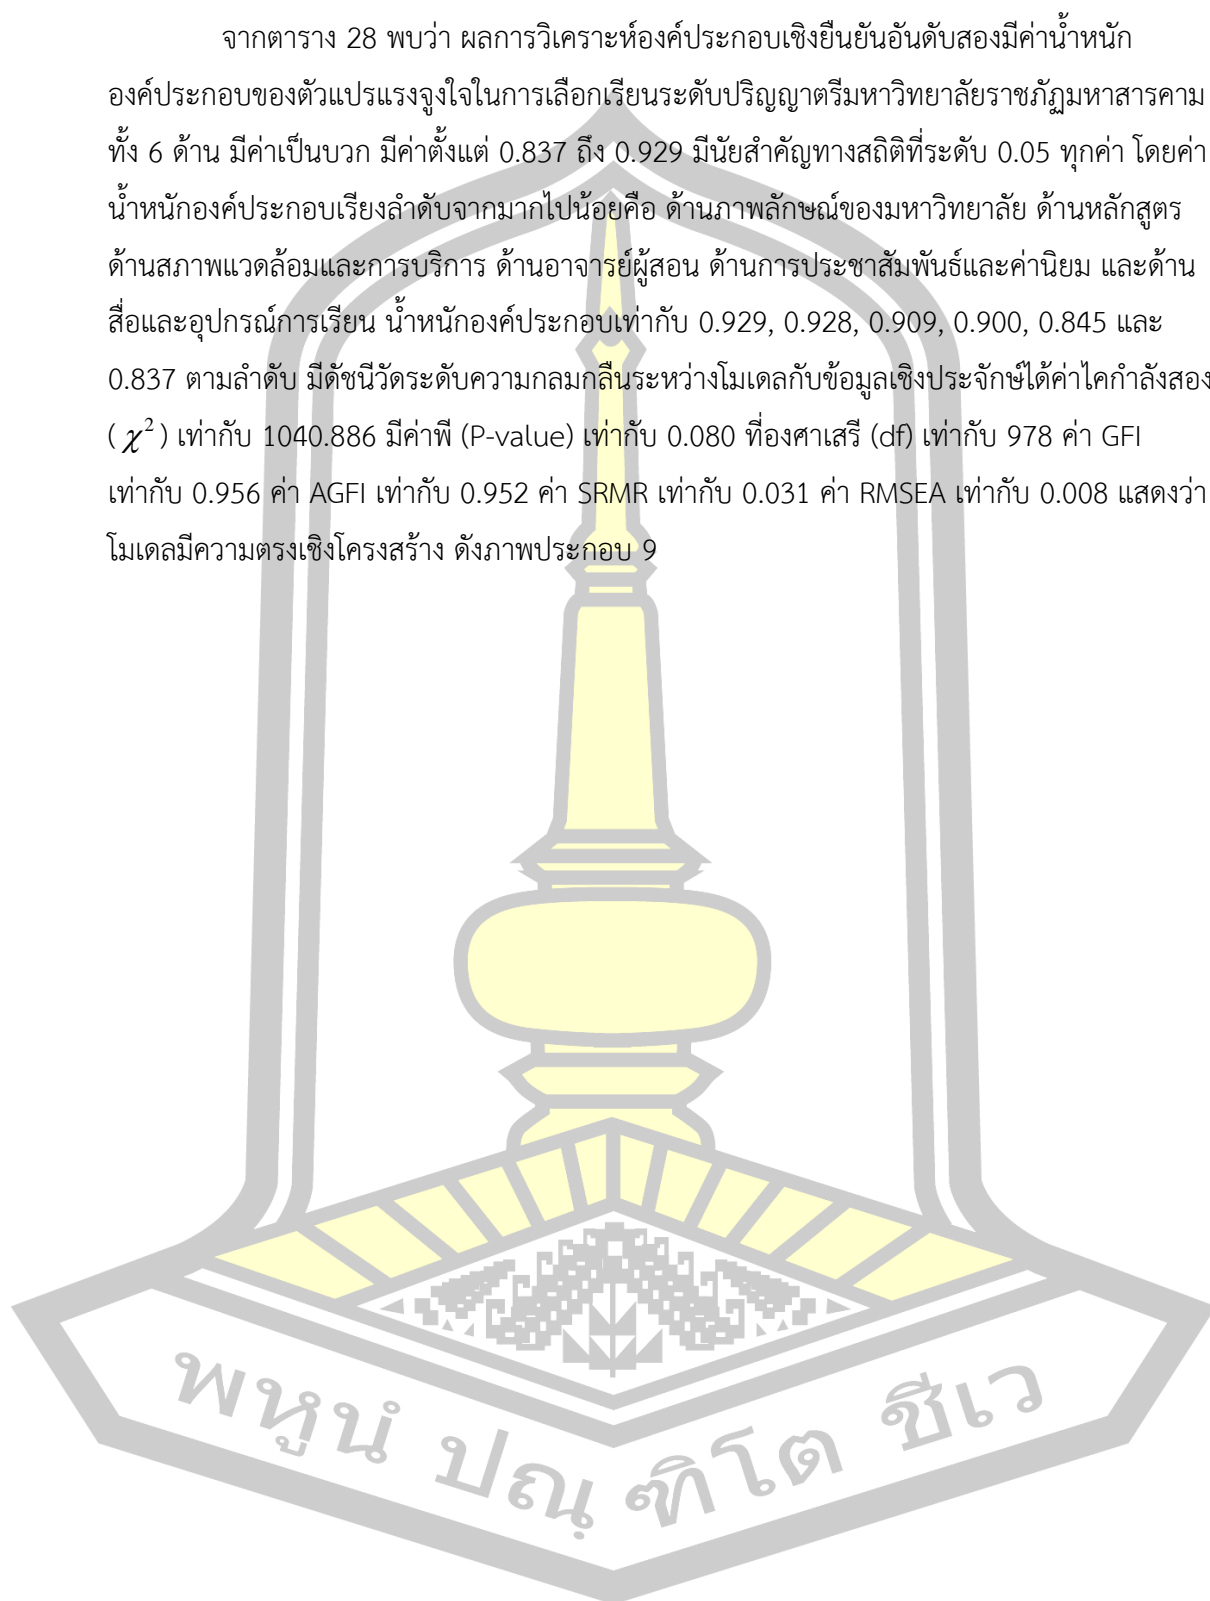 จากตาราง 28 พบว่า ผลการวิเคราะห์องค์ประกอบเชิงยืนยันอันดับสองมีค่าน้ำหนัก
องค์ประกอบของตัวแปรแรงจูงใจในการเลือกเรียนระดับปริญญาตรีมหาวิทยาลัยราชภัฏมหาสารคาม
ทั้ง 6 ด้าน มีค่าเป็นบวก มีค่าตั้งแต่ 0.837 ถึง 0.929 มีนัยสำคัญทางสถิติที่ระดับ 0.05 ทุกค่า โดยค่า
น้ำหนักองค์ประกอบเรียงลำดับจากมากไปน้อยคือ ด้านภาพลักษณ์ของมหาวิทยาลัย ด้านหลักสูตร
ด้านสภาพแวดล้อมและการบริการ ด้านอาจารย์ผู้สอน ด้านการประชาสัมพันธ์และค่านิยม และด้าน
สื่อและอุปกรณ์การเรียน น้ำหนักองค์ประกอบเท่ากับ 0.929, 0.928, 0.909, 0.900, 0.845 และ
0.837 ตามลำดับ มีดัชนีวัดระดับความกลมกลืนระหว่างโมเดลกับข้อมูลเชิงประจักษ์ได้ค่าไคกำลังสอง
( χ² ) เท่ากับ 1040.886 มีค่าพี (P-value) เท่ากับ 0.080 ที่องศาเสรี (df) เท่ากับ 978 ค่า GFI
เท่ากับ 0.956 ค่า AGFI เท่ากับ 0.952 ค่า SRMR เท่ากับ 0.031 ค่า RMSEA เท่ากับ 0.008 แสดงว่า
โมเดลมีความตรงเชิงโครงสร้าง ดังภาพประกอบ 9
พหูนํ ปณฺฑิโต ชีเว